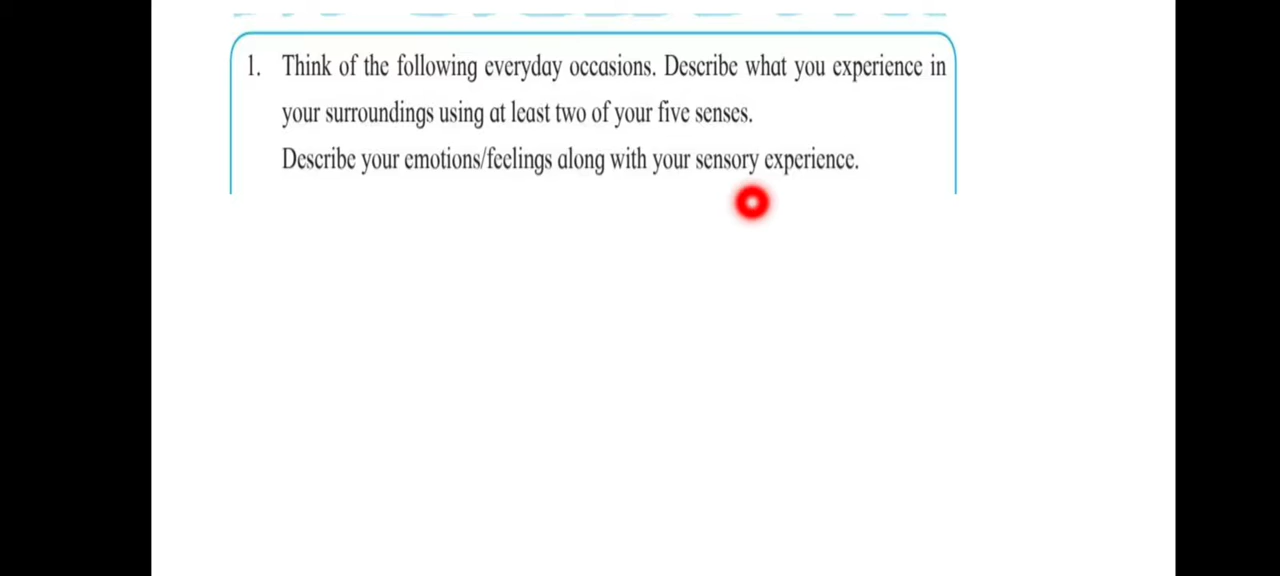 1. Think of the following everyday occasions. Describe what you experience in
your surroundings using at least two of your five senses.
Describe your emotions/feelings along with your sensory experience.